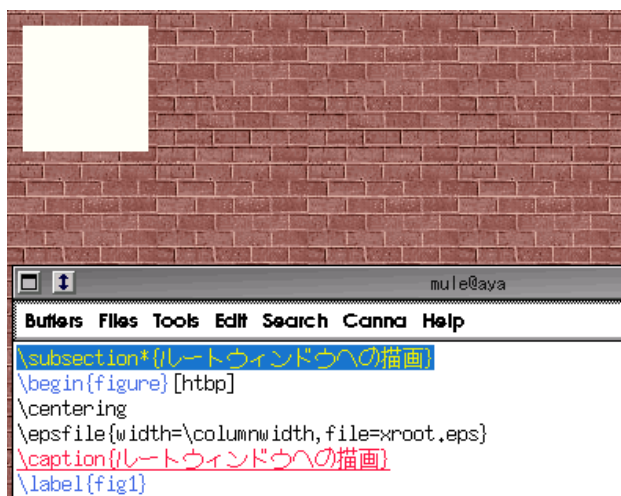 mule@aya
Buffers Files Tools Edit Search Canna Help
\subsection*{ルートウィンドウへの描画}
\begin{figure}[htbp]
\centering
\epsfile{width=\columnwidth,file=xroot.eps}
\caption{ルートウィンドウへの描画}
\label{fig1}